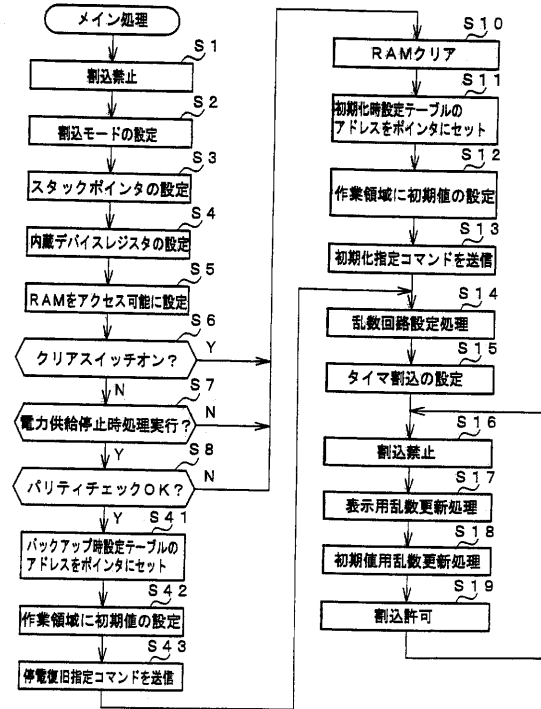 メイン処理
S1
割込禁止
S2
割込モードの設定
S3
スタックポインタの設定
S4
内蔵デバイスレジスタの設定
S5
RAMをアクセス可能に設定
S6
クリアスイッチオン?
Y
N
S7
電力供給停止時処理実行?
N
Y
S8
パリティチェックOK?
N
Y
S41
バックアップ時設定テーブルの
アドレスをポインタにセット
S42
作業領域に初期値の設定
S43
停電復旧指定コマンドを送信
S10
RAMクリア
S11
初期化時設定テーブルの
アドレスをポインタにセット
S12
作業領域に初期値の設定
S13
初期化指定コマンドを送信
S14
乱数回路設定処理
S15
タイマ割込の設定
S16
割込禁止
S17
表示用乱数更新処理
S18
初期値用乱数更新処理
S19
割込許可